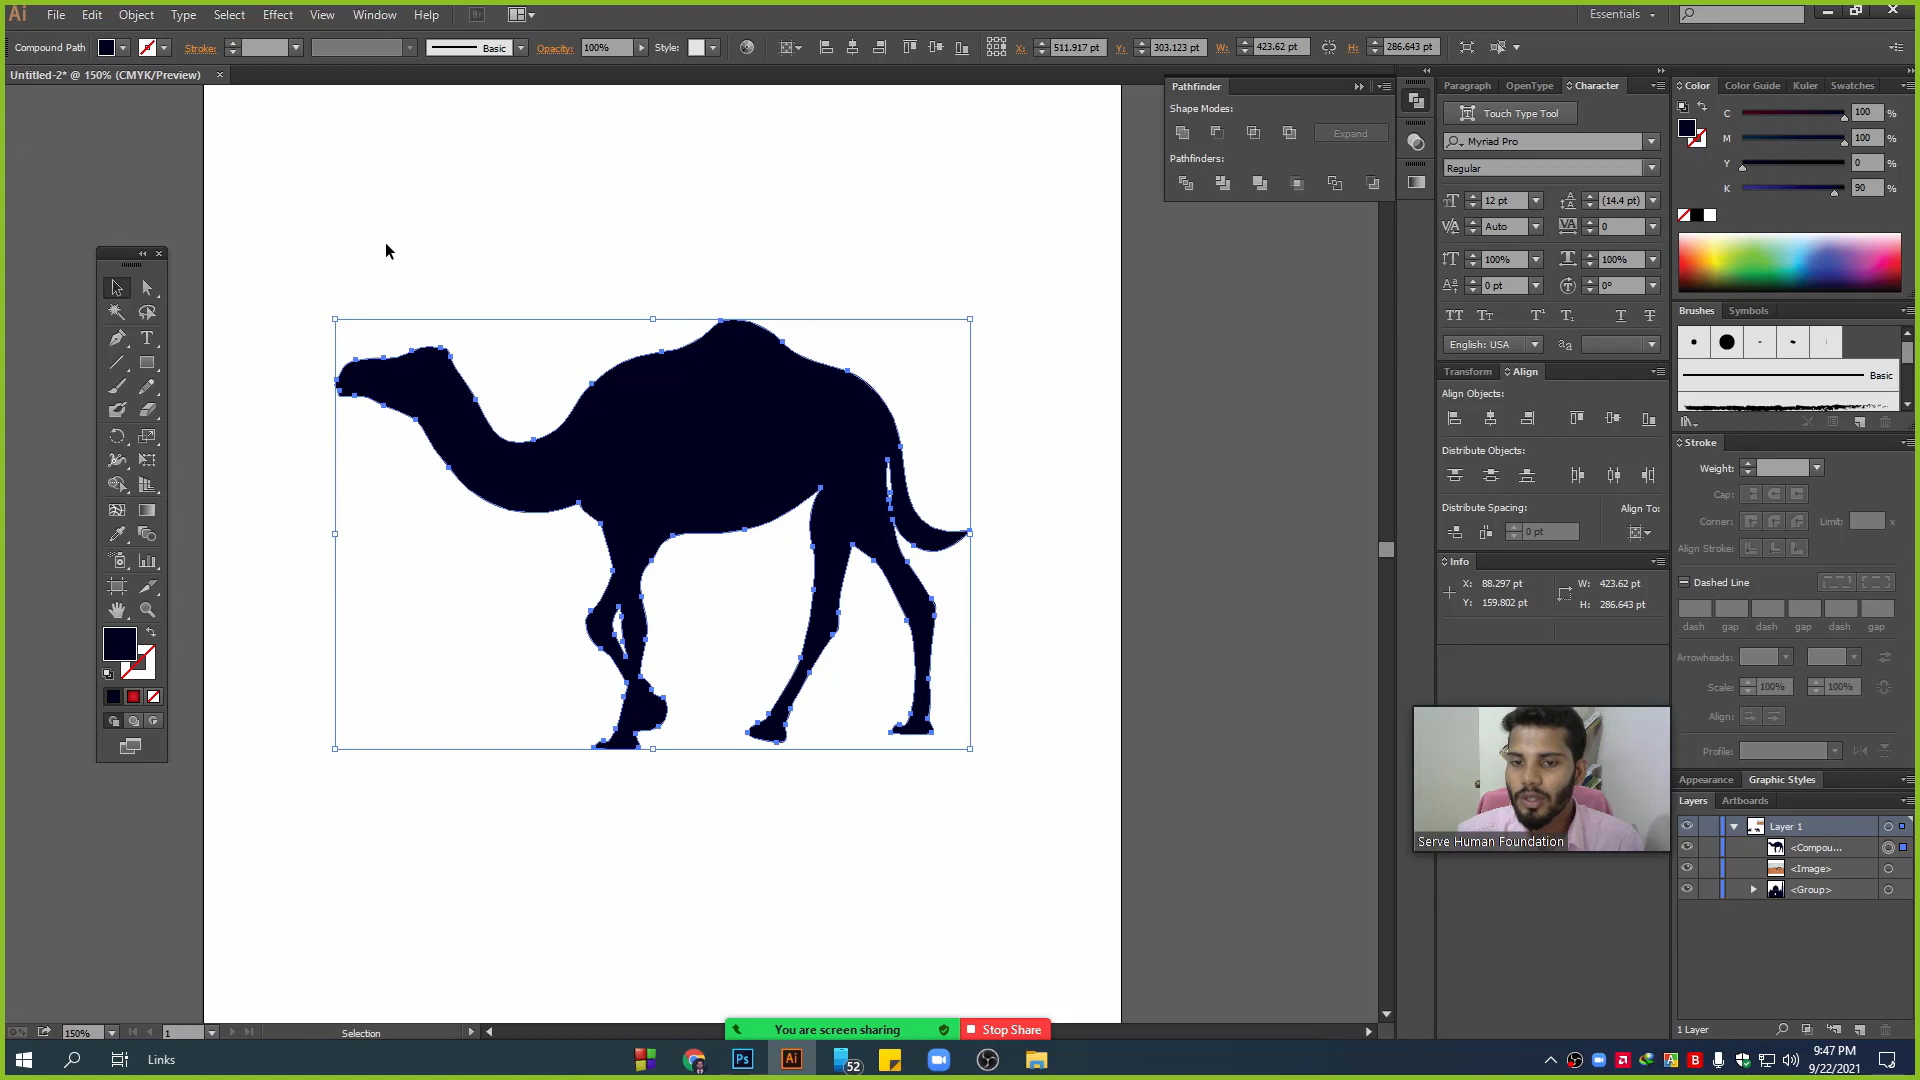 Ai File Edit Object Type Select Effect View Window Help Br Essentials
Compound Path Stroke: Basic Opacity: 100% Style: X: 511.917 pt Y: 303.123 pt W: 423.62 pt H: 286.643 pt
Untitled-2* @ 150% (CMYK/Preview) ×
Pathfinder
Shape Modes:
Expand
Pathfinders:
Paragraph OpenType Character
Touch Type Tool
Myriad Pro
Regular
12 pt (14.4 pt)
Auto 0
100% 100%
0 pt 0°
English: USA
Transform Align
Align Objects:
Distribute Objects:
Distribute Spacing: Align To:
0 pt
Info
X: 88.297 pt W: 423.62 pt
Y: 159.802 pt H: 286.643 pt
Color Color Guide Kuler Swatches
C 100 %
M 100 %
Y 0 %
K 90 %
Brushes Symbols
Basic
Stroke
Weight:
Cap:
Corner: Limit: x
Align Stroke:
Dashed Line
dash gap dash gap dash gap
Arrowheads:
Scale: 100% 100%
Align:
Profile:
Appearance Graphic Styles
Layers Artboards
Layer 1
<Compou...
<Image>
<Group>
1 Layer
Serve Human Foundation
150% 1 Selection
You are screen sharing Stop Share
Links Ps Ai 52
9:47 PM
9/22/2021